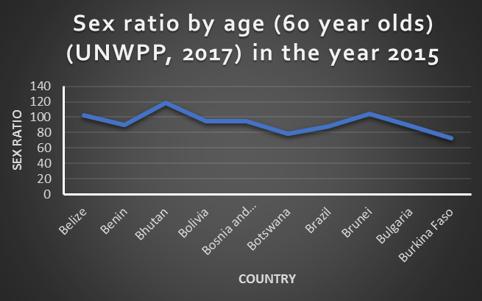 Sex ratio by age (60 year olds)
(UNWPP, 2017) in the year 2015
140
120
100
80
60
40
20
0
SEX RATIO
Belize
Benin
Bhutan
Bolivia
Bosnia and...
Botswana
Brazil
Brunei
Bulgaria
Burkina Faso
COUNTRY